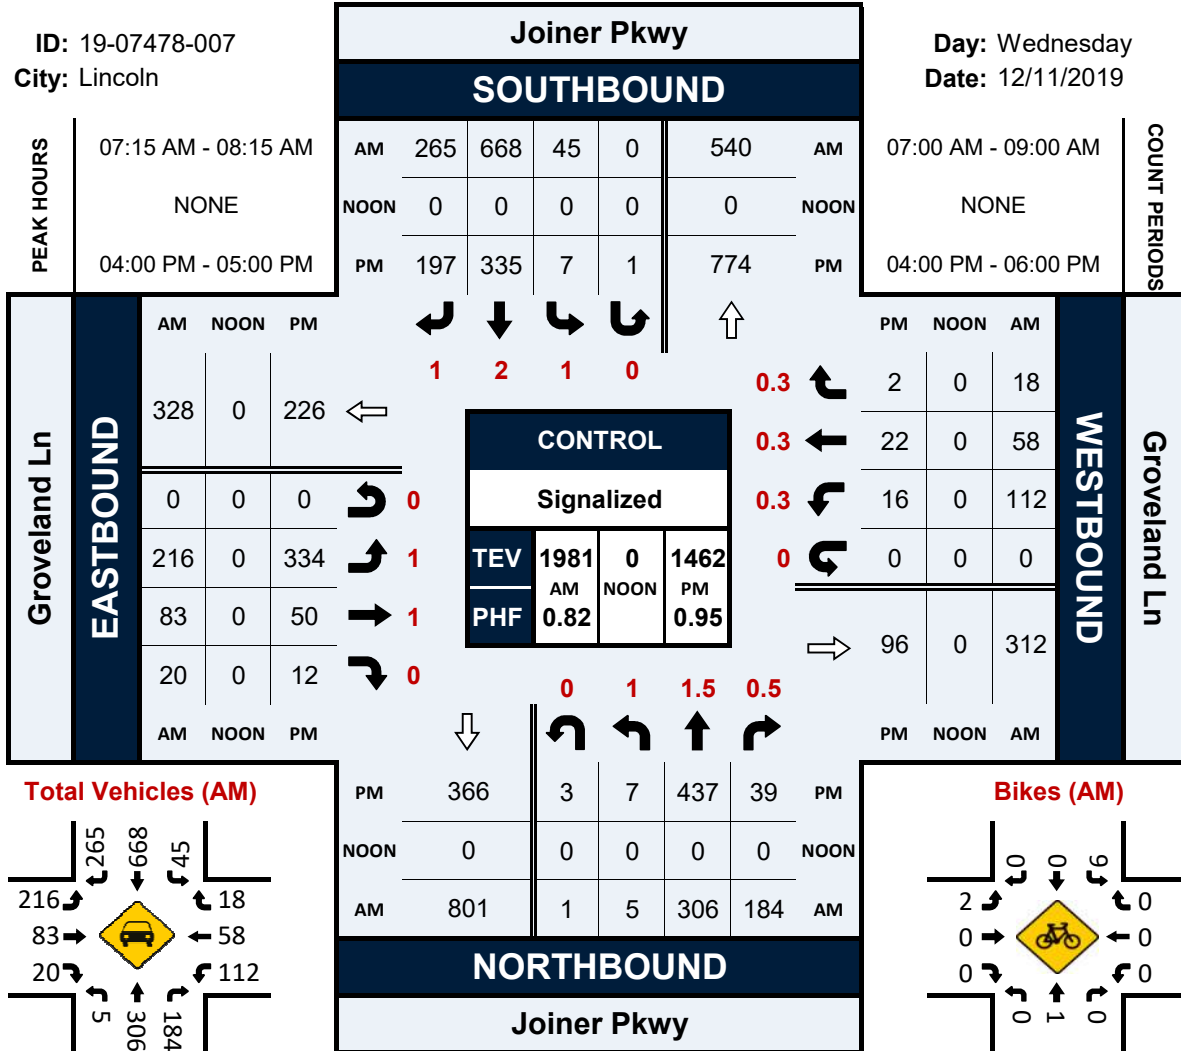 Joiner Pkwy
ID: 19-07478-007
City: Lincoln
Day: Wednesday
Date: 12/11/2019
SOUTHBOUND
PEAK HOURS
07:15 AM - 08:15 AM
NONE
04:00 PM - 05:00 PM
AM 265 668 45 0 540 AM
NOON 0 0 0 0 0 NOON
PM 197 335 7 1 774 PM
07:00 AM - 09:00 AM
NONE
04:00 PM - 06:00 PM
COUNT PERIODS
1 2 1 0
Groveland Ln
EASTBOUND
AM NOON PM
328 0 226
0 0 0 0
216 0 334 1
83 0 50 1
20 0 12 0
AM NOON PM
CONTROL
Signalized
TEV 1981 0 1462
AM NOON PM
PHF 0.82 0.95
PM NOON AM
0.3 2 0 18
0.3 22 0 58
0.3 16 0 112
0 0 0 0
96 0 312
PM NOON AM
WESTBOUND
Groveland Ln
0 1 1.5 0.5
PM 366 3 7 437 39 PM
NOON 0 0 0 0 0 NOON
AM 801 1 5 306 184 AM
NORTHBOUND
Joiner Pkwy
Total Vehicles (AM)
265 668 45
216 18
83 58
20 112
5 306 184
Bikes (AM)
0 0 6
2 0
0 0
0 0
0 1 0